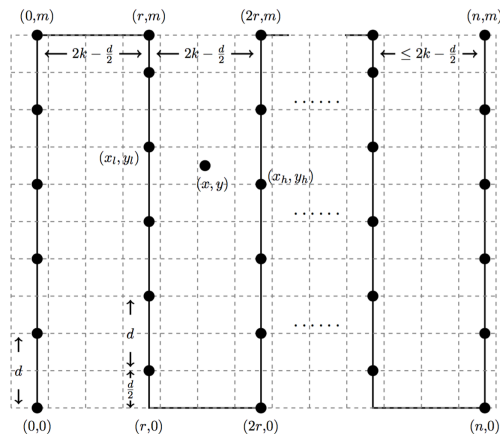 (0,m) (r,m) (2r,m) (n,m)
2k − d/2 2k − d/2 ≤ 2k − d/2
......
(x_l, y_l)
(x, y) (x_h, y_h)
......
d ......
d d/2
(0,0) (r,0) (2r,0) (n,0)